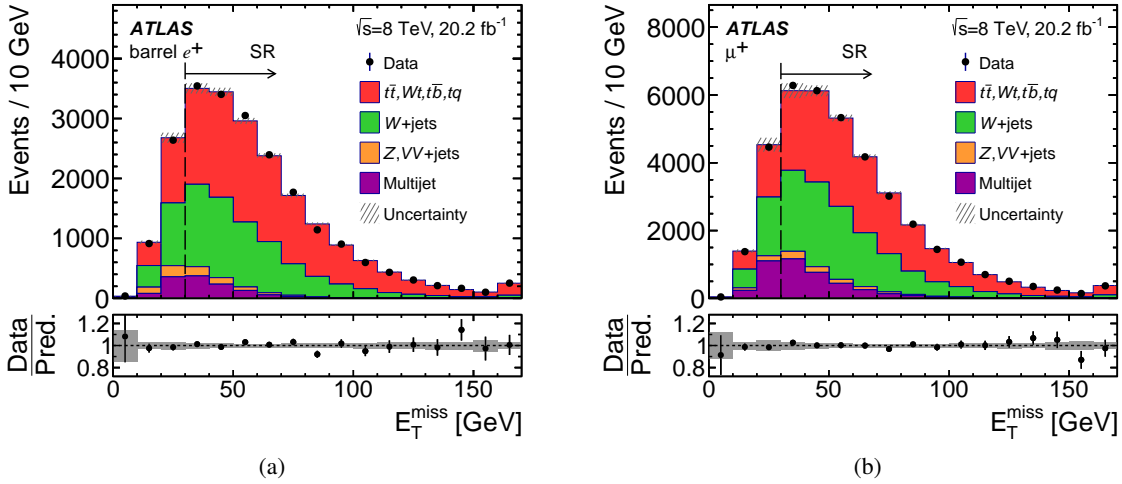 ATLAS
barrel e⁺
√s=8 TeV, 20.2 fb⁻¹
SR
Data
tt̄,Wt,tb̄,tq
W+jets
Z,VV+jets
Multijet
Uncertainty
Events / 10 GeV
4000
3000
2000
1000
0
Data
Pred.
1.2
1
0.8
0 50 100 150
E_T^miss [GeV]
(a)
ATLAS
μ⁺
√s=8 TeV, 20.2 fb⁻¹
SR
Data
tt̄,Wt,tb̄,tq
W+jets
Z,VV+jets
Multijet
Uncertainty
Events / 10 GeV
8000
6000
4000
2000
0
Data
Pred.
1.2
1
0.8
0 50 100 150
E_T^miss [GeV]
(b)